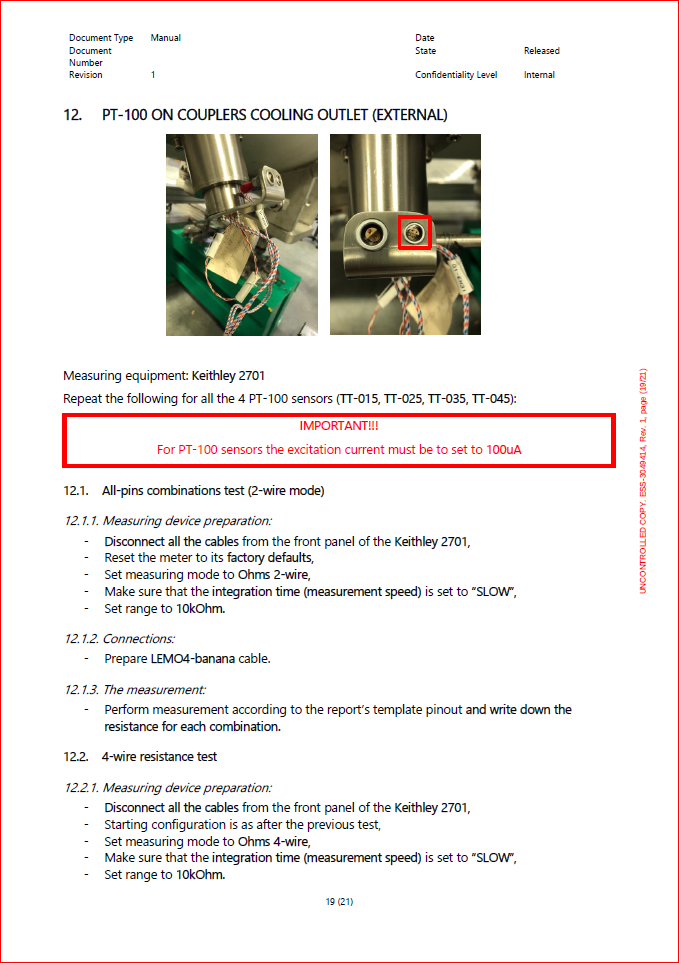 Document Type Manual Date
Document State Released
Number
Revision 1 Confidentiality Level Internal
12. PT-100 ON COUPLERS COOLING OUTLET (EXTERNAL)
Measuring equipment: Keithley 2701
Repeat the following for all the 4 PT-100 sensors (TT-015, TT-025, TT-035, TT-045):
IMPORTANT!!!
For PT-100 sensors the excitation current must be to set to 100uA
12.1. All-pins combinations test (2-wire mode)
12.1.1. Measuring device preparation:
- Disconnect all the cables from the front panel of the Keithley 2701,
- Reset the meter to its factory defaults,
- Set measuring mode to Ohms 2-wire,
- Make sure that the integration time (measurement speed) is set to “SLOW”,
- Set range to 10kOhm.
12.1.2. Connections:
- Prepare LEMO4-banana cable.
12.1.3. The measurement:
- Perform measurement according to the report’s template pinout and write down the
resistance for each combination.
12.2. 4-wire resistance test
12.2.1. Measuring device preparation:
- Disconnect all the cables from the front panel of the Keithley 2701,
- Starting configuration is as after the previous test,
- Set measuring mode to Ohms 4-wire,
- Make sure that the integration time (measurement speed) is set to “SLOW”,
- Set range to 10kOhm.
19 (21)
UNCONTROLLED COPY. ESS-3049414, Rev. 1, page (19/21)